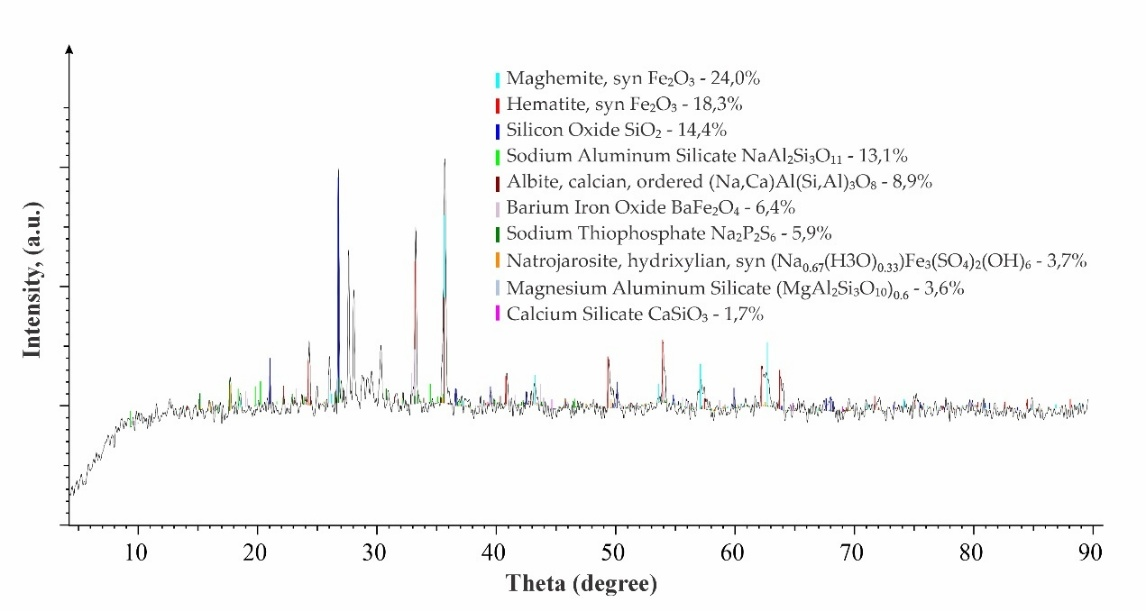 Maghemite, syn Fe₂O₃ - 24,0%
Hematite, syn Fe₂O₃ - 18,3%
Silicon Oxide SiO₂ - 14,4%
Sodium Aluminum Silicate NaAl₂Si₃O₁₁ - 13,1%
Albite, calcian, ordered (Na,Ca)Al(Si,Al)₃O₈ - 8,9%
Barium Iron Oxide BaFe₂O₄ - 6,4%
Sodium Thiophosphate Na₂P₂S₆ - 5,9%
Natrojarosite, hydrixylian, syn (Na₀.₆₇(H3O)₀.₃₃)Fe₃(SO₄)₂(OH)₆ - 3,7%
Magnesium Aluminum Silicate (MgAl₂Si₃O₁₀)₀.₆ - 3,6%
Calcium Silicate CaSiO₃ - 1,7%
Intensity, (a.u.)
10 20 30 40 50 60 70 80 90
Theta (degree)